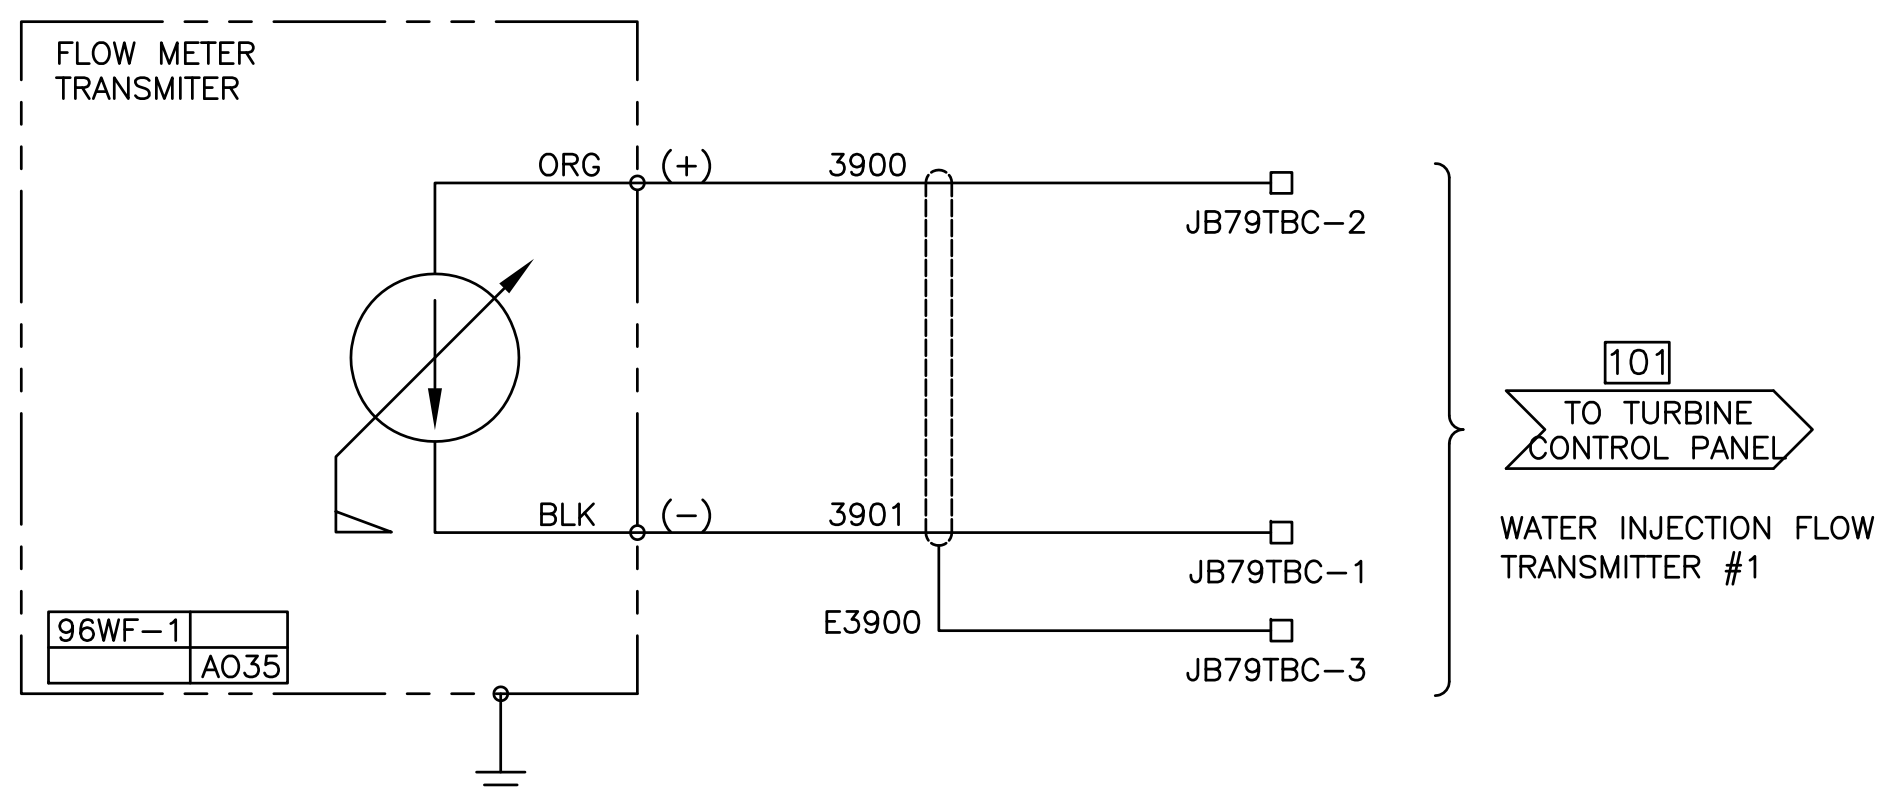 FLOW METER
TRANSMITER
ORG (+) 3900
JB79TBC-2
101
TO TURBINE
CONTROL PANEL
BLK (-) 3901
JB79TBC-1
WATER INJECTION FLOW
TRANSMITTER #1
E3900
JB79TBC-3
96WF-1
A035